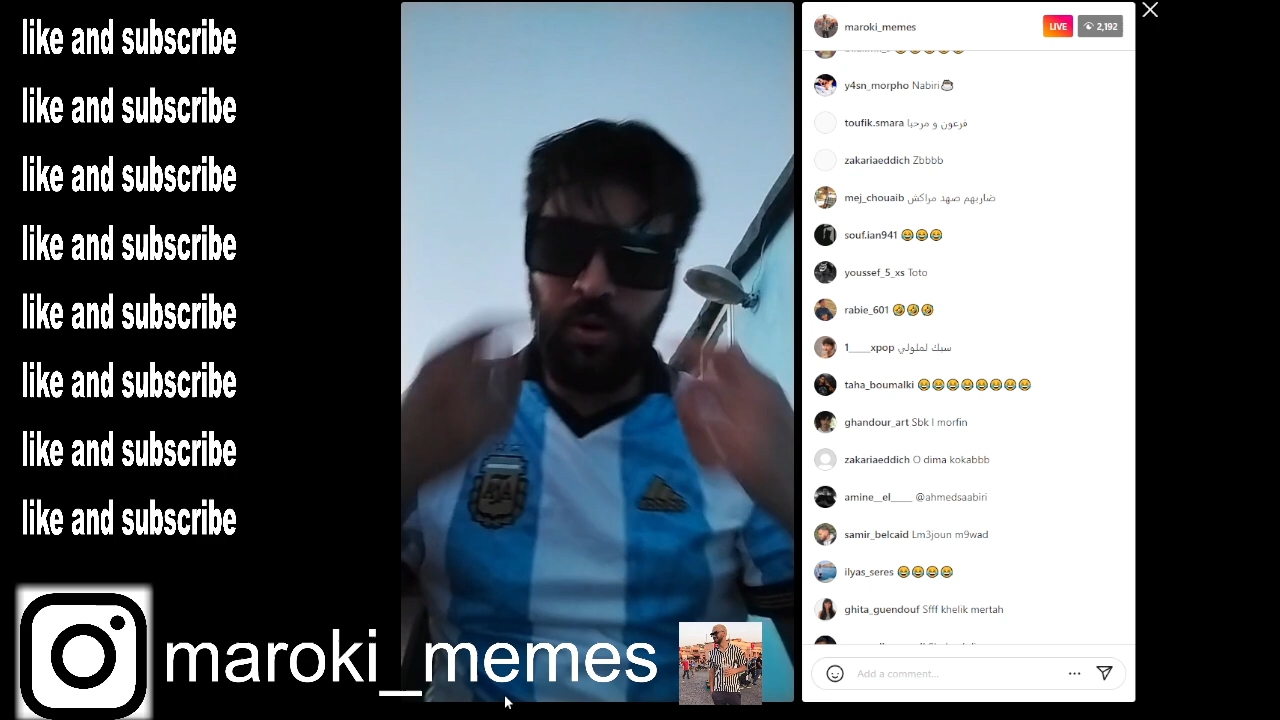 like and subscribe
like and subscribe
like and subscribe
like and subscribe
like and subscribe
like and subscribe
like and subscribe
like and subscribe
maroki_memes
AFA
maroki_memes
LIVE
2,192
y4sn_morpho Nabiri
toufik.smara فرعون و مرحبا
zakariaeddich Zbbbb
mej_chouaib ضاربهم صهد مراكش
souf.ian941 😂😂😂
youssef_5_xs Toto
rabie_601 🤣🤣🤣
1____xpop سبك لملولي
taha_boumalki 😂😂😂😂😂😂😂😂
ghandour_art Sbk l morfin
zakariaeddich O dima kokabbb
amine__el____ @ahmedsaabiri
samir_belcaid Lm3joun m9wad
ilyas_seres 😂😂😂😂
ghita_guendouf Sfff khelik mertah
Add a comment...